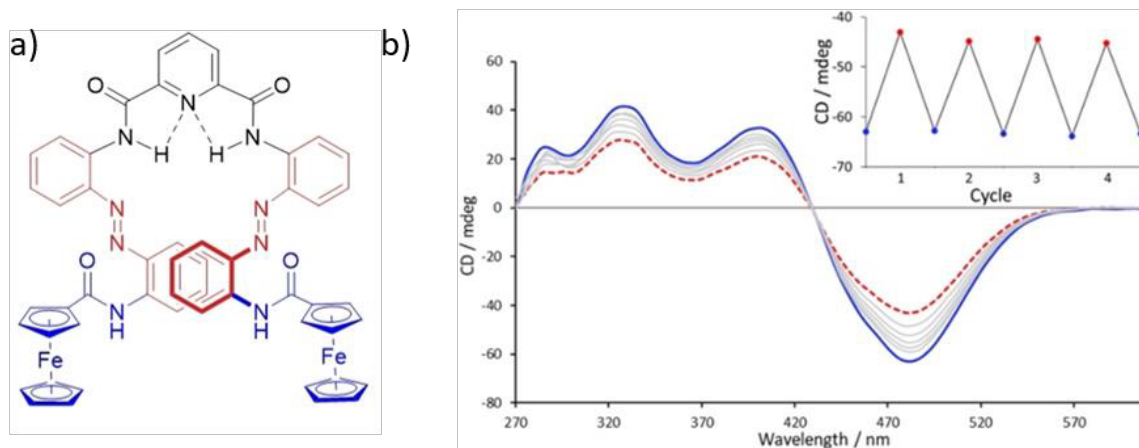 a)
b)
O
N
O
N
H
H
N
N
N
N
N
O
O
N
H
N
H
Fe
Fe
60
40
20
0
-20
-40
-60
-80
CD / mdeg
270
320
370
420
470
520
570
Wavelength / nm
-40
-50
-60
-70
CD / mdeg
1
2
3
4
Cycle